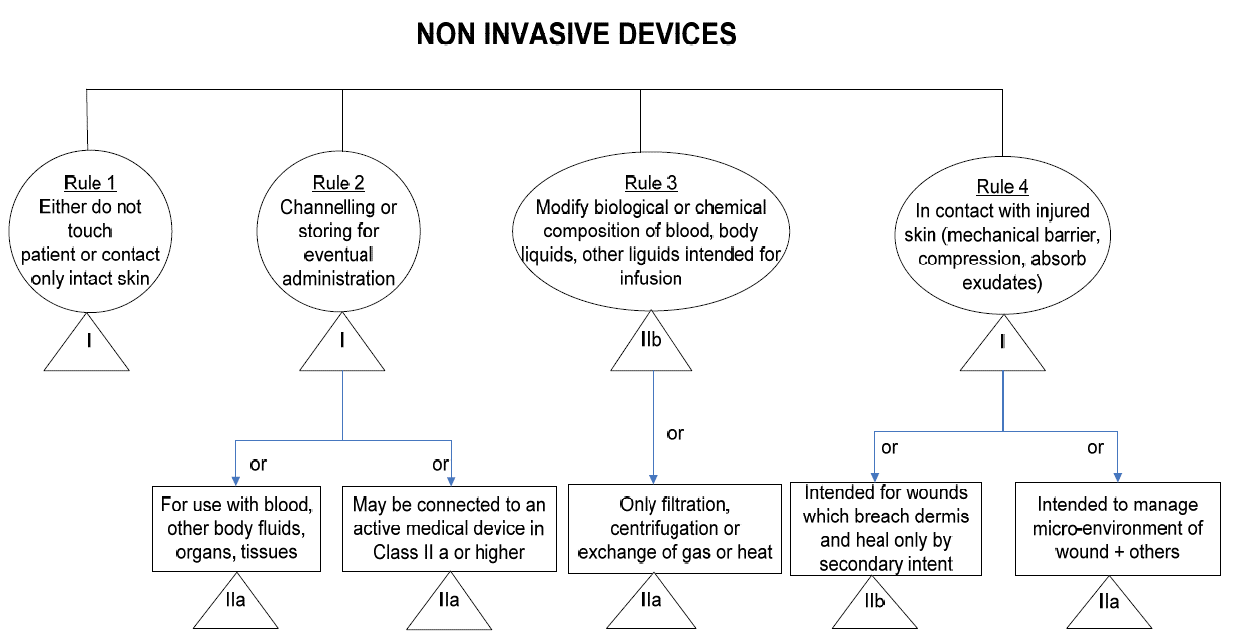 NON INVASIVE DEVICES
Rule 1
Either do not
touch
patient or contact
only intact skin
I
Rule 2
Channelling or
storing for
eventual
administration
I
Rule 3
Modify biological or chemical
composition of blood, body
liquids, other liguids intended for
infusion
IIb
Rule 4
In contact with injured
skin (mechanical barrier,
compression, absorb
exudates)
I
or
For use with blood,
other body fluids,
organs, tissues
IIa
or
May be connected to an
active medical device in
Class II a or higher
IIa
or
Only filtration,
centrifugation or
exchange of gas or heat
IIa
or
Intended for wounds
which breach dermis
and heal only by
secondary intent
IIb
or
Intended to manage
micro-environment of
wound + others
IIa